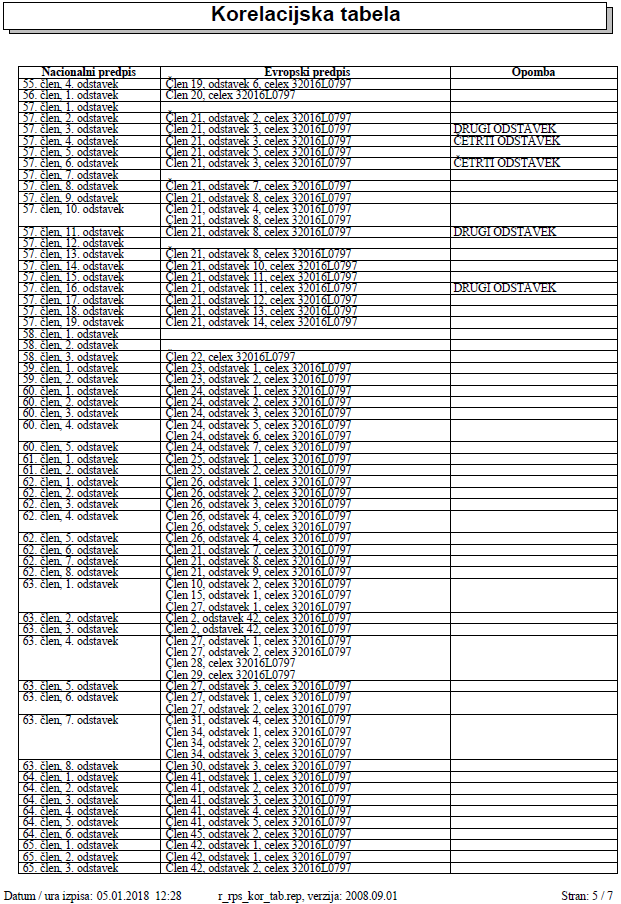 Korelacijska tabela
Nacionalni predpis Evropski predpis Opomba
55. člen, 4. odstavek Člen 19, odstavek 6, celex 32016L0797
56. člen, 1. odstavek Člen 20, celex 32016L0797
57. člen, 1. odstavek
57. člen, 2. odstavek Člen 21, odstavek 2, celex 32016L0797
57. člen, 3. odstavek Člen 21, odstavek 3, celex 32016L0797 DRUGI ODSTAVEK
57. člen, 4. odstavek Člen 21, odstavek 3, celex 32016L0797 ČETRTI ODSTAVEK
57. člen, 5. odstavek Člen 21, odstavek 5, celex 32016L0797
57. člen, 6. odstavek Člen 21, odstavek 3, celex 32016L0797 ČETRTI ODSTAVEK
57. člen, 7. odstavek
57. člen, 8. odstavek Člen 21, odstavek 7, celex 32016L0797
57. člen, 9. odstavek Člen 21, odstavek 8, celex 32016L0797
57. člen, 10. odstavek Člen 21, odstavek 4, celex 32016L0797
Člen 21, odstavek 8, celex 32016L0797
57. člen, 11. odstavek Člen 21, odstavek 8, celex 32016L0797 DRUGI ODSTAVEK
57. člen, 12. odstavek
57. člen, 13. odstavek Člen 21, odstavek 8, celex 32016L0797
57. člen, 14. odstavek Člen 21, odstavek 10, celex 32016L0797
57. člen, 15. odstavek Člen 21, odstavek 11, celex 32016L0797
57. člen, 16. odstavek Člen 21, odstavek 11, celex 32016L0797 DRUGI ODSTAVEK
57. člen, 17. odstavek Člen 21, odstavek 12, celex 32016L0797
57. člen, 18. odstavek Člen 21, odstavek 13, celex 32016L0797
57. člen, 19. odstavek Člen 21, odstavek 14, celex 32016L0797
58. člen, 1. odstavek
58. člen, 2. odstavek
58. člen, 3. odstavek Člen 22, celex 32016L0797
59. člen, 1. odstavek Člen 23, odstavek 1, celex 32016L0797
59. člen, 2. odstavek Člen 23, odstavek 2, celex 32016L0797
60. člen, 1. odstavek Člen 24, odstavek 1, celex 32016L0797
60. člen, 2. odstavek Člen 24, odstavek 2, celex 32016L0797
60. člen, 3. odstavek Člen 24, odstavek 3, celex 32016L0797
60. člen, 4. odstavek Člen 24, odstavek 5, celex 32016L0797
Člen 24, odstavek 6, celex 32016L0797
60. člen, 5. odstavek Člen 24, odstavek 7, celex 32016L0797
61. člen, 1. odstavek Člen 25, odstavek 1, celex 32016L0797
61. člen, 2. odstavek Člen 25, odstavek 2, celex 32016L0797
62. člen, 1. odstavek Člen 26, odstavek 1, celex 32016L0797
62. člen, 2. odstavek Člen 26, odstavek 2, celex 32016L0797
62. člen, 3. odstavek Člen 26, odstavek 3, celex 32016L0797
62. člen, 4. odstavek Člen 26, odstavek 4, celex 32016L0797
Člen 26, odstavek 5, celex 32016L0797
62. člen, 5. odstavek Člen 26, odstavek 4, celex 32016L0797
62. člen, 6. odstavek Člen 21, odstavek 7, celex 32016L0797
62. člen, 7. odstavek Člen 21, odstavek 8, celex 32016L0797
62. člen, 8. odstavek Člen 21, odstavek 9, celex 32016L0797
63. člen, 1. odstavek Člen 10, odstavek 2, celex 32016L0797
Člen 15, odstavek 1, celex 32016L0797
Člen 27, odstavek 1, celex 32016L0797
63. člen, 2. odstavek Člen 2, odstavek 42, celex 32016L0797
63. člen, 3. odstavek Člen 2, odstavek 42, celex 32016L0797
63. člen, 4. odstavek Člen 27, odstavek 1, celex 32016L0797
Člen 27, odstavek 2, celex 32016L0797
Člen 28, celex 32016L0797
Člen 29, celex 32016L0797
63. člen, 5. odstavek Člen 27, odstavek 3, celex 32016L0797
63. člen, 6. odstavek Člen 27, odstavek 1, celex 32016L0797
Člen 27, odstavek 2, celex 32016L0797
63. člen, 7. odstavek Člen 31, odstavek 4, celex 32016L0797
Člen 34, odstavek 1, celex 32016L0797
Člen 34, odstavek 2, celex 32016L0797
Člen 34, odstavek 3, celex 32016L0797
63. člen, 8. odstavek Člen 30, odstavek 3, celex 32016L0797
64. člen, 1. odstavek Člen 41, odstavek 1, celex 32016L0797
64. člen, 2. odstavek Člen 41, odstavek 2, celex 32016L0797
64. člen, 3. odstavek Člen 41, odstavek 3, celex 32016L0797
64. člen, 4. odstavek Člen 41, odstavek 4, celex 32016L0797
64. člen, 5. odstavek Člen 41, odstavek 5, celex 32016L0797
64. člen, 6. odstavek Člen 45, odstavek 2, celex 32016L0797
65. člen, 1. odstavek Člen 42, odstavek 1, celex 32016L0797
65. člen, 2. odstavek Člen 42, odstavek 1, celex 32016L0797
65. člen, 3. odstavek Člen 42, odstavek 2, celex 32016L0797
Datum / ura izpisa: 05.01.2018 12:28 r_rps_kor_tab.rep, verzija: 2008.09.01 Stran: 5 / 7